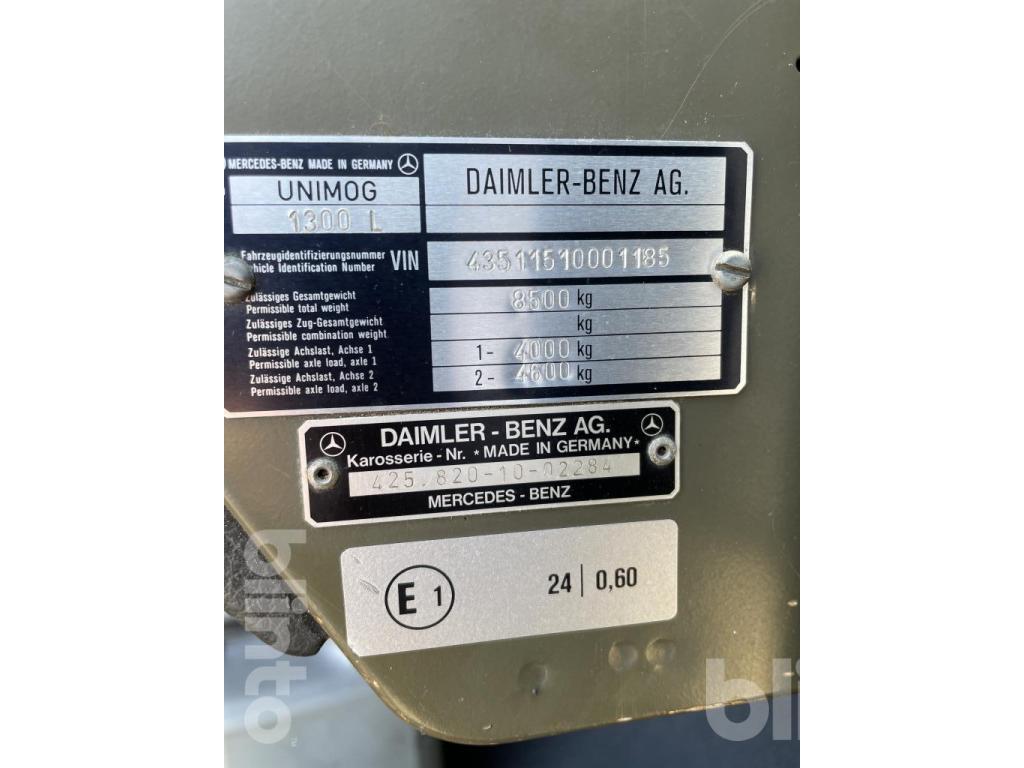 MERCEDES-BENZ MADE IN GERMANY
UNIMOG
1300 L
DAIMLER-BENZ AG.
Fahrzeugidentifizierungsnummer
Vehicle Identification Number
VIN 43511510001185
Zulässiges Gesamtgewicht
Permissible total weight
8500 kg
Zulässiges Zug-Gesamtgewicht
Permissible combination weight
kg
Zulässige Achslast, Achse 1
Permissible axle load, axle 1
1- 4000 kg
Zulässige Achslast, Achse 2
Permissible axle load, axle 2
2- 4600 kg
DAIMLER - BENZ AG.
Karosserie - Nr. * MADE IN GERMANY *
425.820-10-02284
MERCEDES - BENZ
E 1 24 | 0,60
blinto™
bli